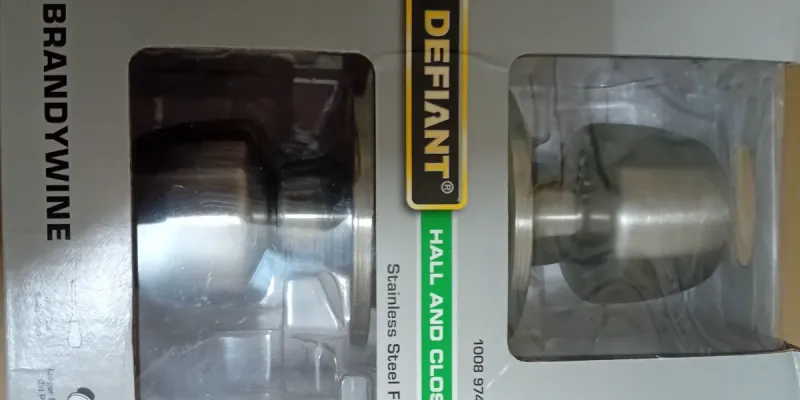 BRANDYWINE
DEFIANT®
HALL AND CLOS
Stainless Steel F
1008 974